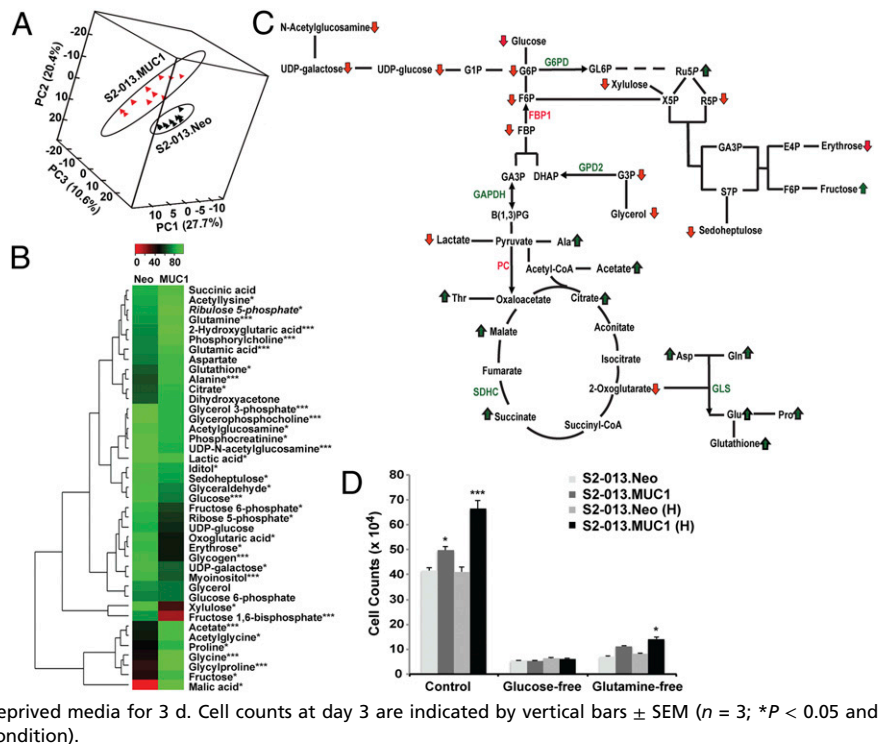 A
PC2 (20.4%)
-20
-10
0
10
20
S2-013.MUC1
S2-013.Neo
-20
-10
0
10
20
PC3 (10.6%)
10 5 0 -5 -10
PC1 (27.7%)
B
0 40 80
Neo MUC1
Succinic acid
Acetyllysine*
Ribulose 5-phosphate*
Glutamine***
2-Hydroxyglutaric acid***
Phosphorylcholine***
Glutamic acid***
Aspartate
Glutathione*
Alanine***
Citrate*
Dihydroxyacetone
Glycerol 3-phosphate***
Glycerophosphocholine***
Acetylglucosamine*
Phosphocreatinine*
UDP-N-acetylglucosamine***
Lactic acid*
Iditol*
Sedoheptulose*
Glyceraldehyde*
Glucose***
Fructose 6-phosphate*
Ribose 5-phosphate*
UDP-glucose
Oxoglutaric acid*
Erythrose*
Glycogen***
UDP-galactose*
Myoinositol***
Glycerol
Glucose 6-phosphate
Xylulose*
Fructose 1,6-bisphosphate***
Acetate***
Acetylglycine*
Proline*
Glycine***
Glycylproline***
Fructose*
Malic acid*
C
N-Acetylglucosamine
Glucose
UDP-galactose UDP-glucose G1P G6P G6PD GL6P Ru5P
Xylulose
F6P X5P R5P
FBP1
FBP
GA3P DHAP GPD2 G3P
GA3P E4P Erythrose
GAPDH
S7P F6P Fructose
B(1,3)PG Glycerol
Sedoheptulose
Lactate Pyruvate Ala
PC Acetyl-CoA Acetate
Thr Oxaloacetate Citrate
Malate Aconitate
Fumarate Isocitrate Asp Gln
SDHC 2-Oxoglutarate GLS
Succinate Succinyl-CoA Glu Pro
Glutathione
D
S2-013.Neo
S2-013.MUC1
S2-013.Neo (H)
S2-013.MUC1 (H)
Cell Counts (x 10⁴)
80
70
60
50
40
30
20
10
0
*
***
*
Control Glucose-free Glutamine-free
eprived media for 3 d. Cell counts at day 3 are indicated by vertical bars ± SEM (n = 3; *P < 0.05 and
ondition).